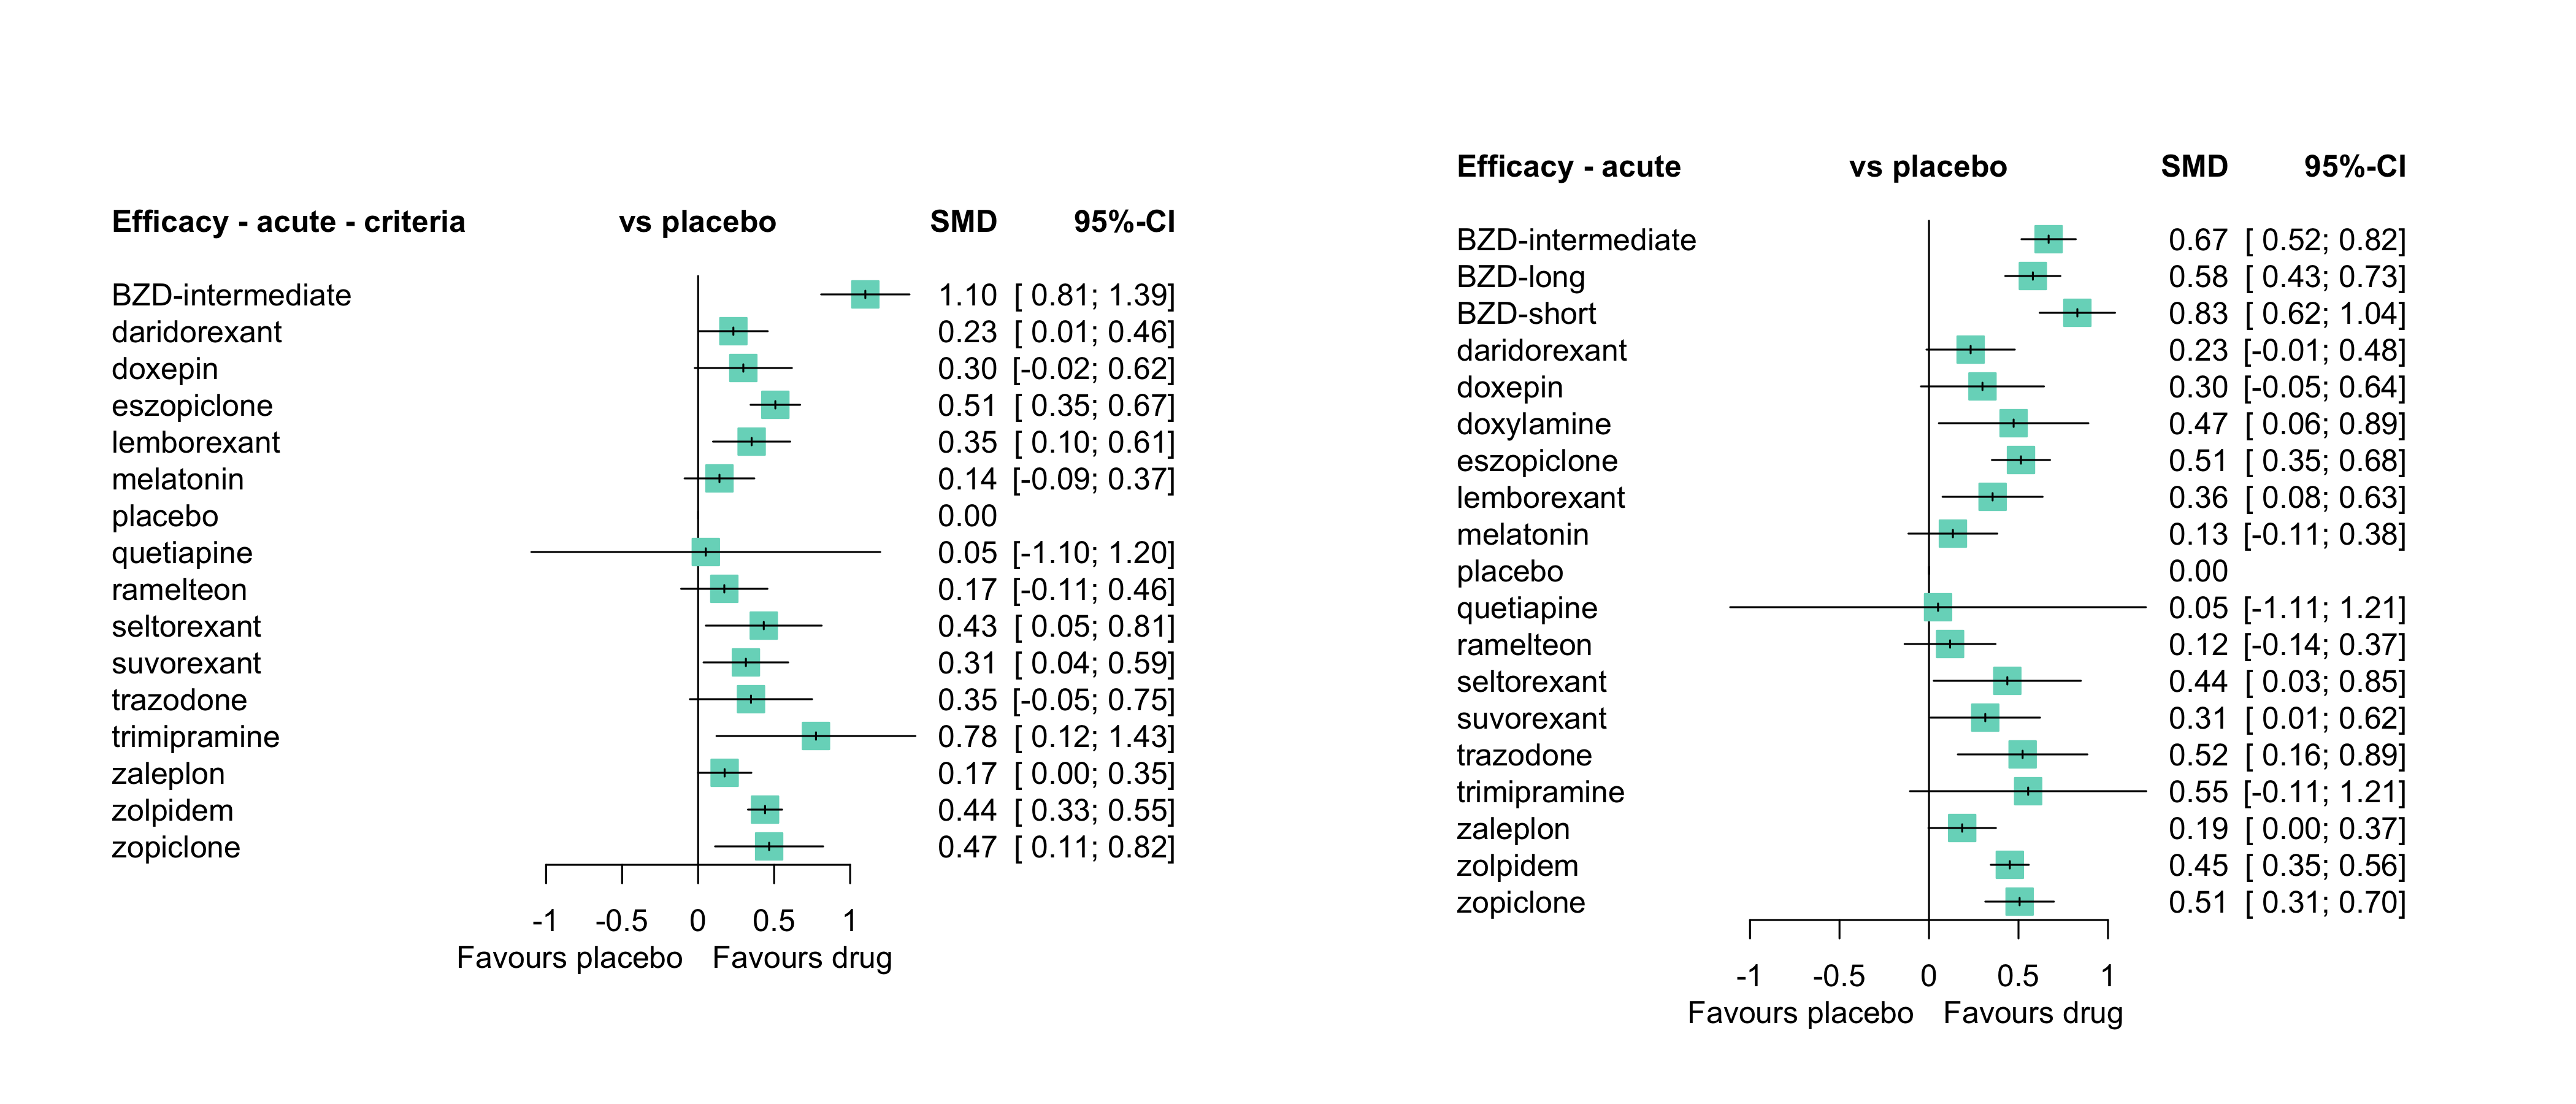 Efficacy - acute - criteria vs placebo SMD 95%-CI
BZD-intermediate 1.10 [ 0.81; 1.39]
daridorexant 0.23 [ 0.01; 0.46]
doxepin 0.30 [-0.02; 0.62]
eszopiclone 0.51 [ 0.35; 0.67]
lemborexant 0.35 [ 0.10; 0.61]
melatonin 0.14 [-0.09; 0.37]
placebo 0.00
quetiapine 0.05 [-1.10; 1.20]
ramelteon 0.17 [-0.11; 0.46]
seltorexant 0.43 [ 0.05; 0.81]
suvorexant 0.31 [ 0.04; 0.59]
trazodone 0.35 [-0.05; 0.75]
trimipramine 0.78 [ 0.12; 1.43]
zaleplon 0.17 [ 0.00; 0.35]
zolpidem 0.44 [ 0.33; 0.55]
zopiclone 0.47 [ 0.11; 0.82]
-1 -0.5 0 0.5 1
Favours placebo Favours drug
Efficacy - acute vs placebo SMD 95%-CI
BZD-intermediate 0.67 [ 0.52; 0.82]
BZD-long 0.58 [ 0.43; 0.73]
BZD-short 0.83 [ 0.62; 1.04]
daridorexant 0.23 [-0.01; 0.48]
doxepin 0.30 [-0.05; 0.64]
doxylamine 0.47 [ 0.06; 0.89]
eszopiclone 0.51 [ 0.35; 0.68]
lemborexant 0.36 [ 0.08; 0.63]
melatonin 0.13 [-0.11; 0.38]
placebo 0.00
quetiapine 0.05 [-1.11; 1.21]
ramelteon 0.12 [-0.14; 0.37]
seltorexant 0.44 [ 0.03; 0.85]
suvorexant 0.31 [ 0.01; 0.62]
trazodone 0.52 [ 0.16; 0.89]
trimipramine 0.55 [-0.11; 1.21]
zaleplon 0.19 [ 0.00; 0.37]
zolpidem 0.45 [ 0.35; 0.56]
zopiclone 0.51 [ 0.31; 0.70]
-1 -0.5 0 0.5 1
Favours placebo Favours drug